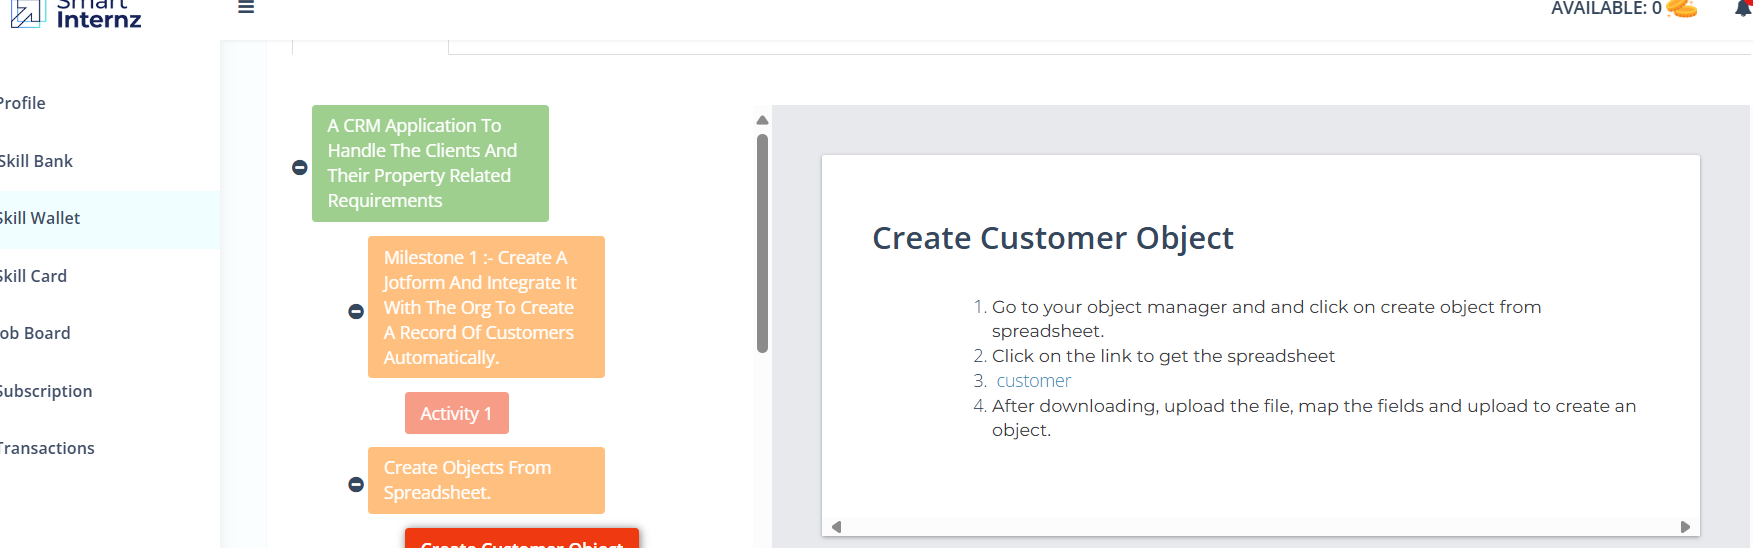 Smart
Internz
AVAILABLE: 0
Profile
Skill Bank
Skill Wallet
Skill Card
Job Board
Subscription
Transactions
A CRM Application To
Handle The Clients And
Their Property Related
Requirements
Milestone 1 :- Create A
Jotform And Integrate It
With The Org To Create
A Record Of Customers
Automatically.
Activity 1
Create Objects From
Spreadsheet.
Create Customer Object
Create Customer Object
1. Go to your object manager and and click on create object from
spreadsheet.
2. Click on the link to get the spreadsheet
3. customer
4. After downloading, upload the file, map the fields and upload to create an
object.